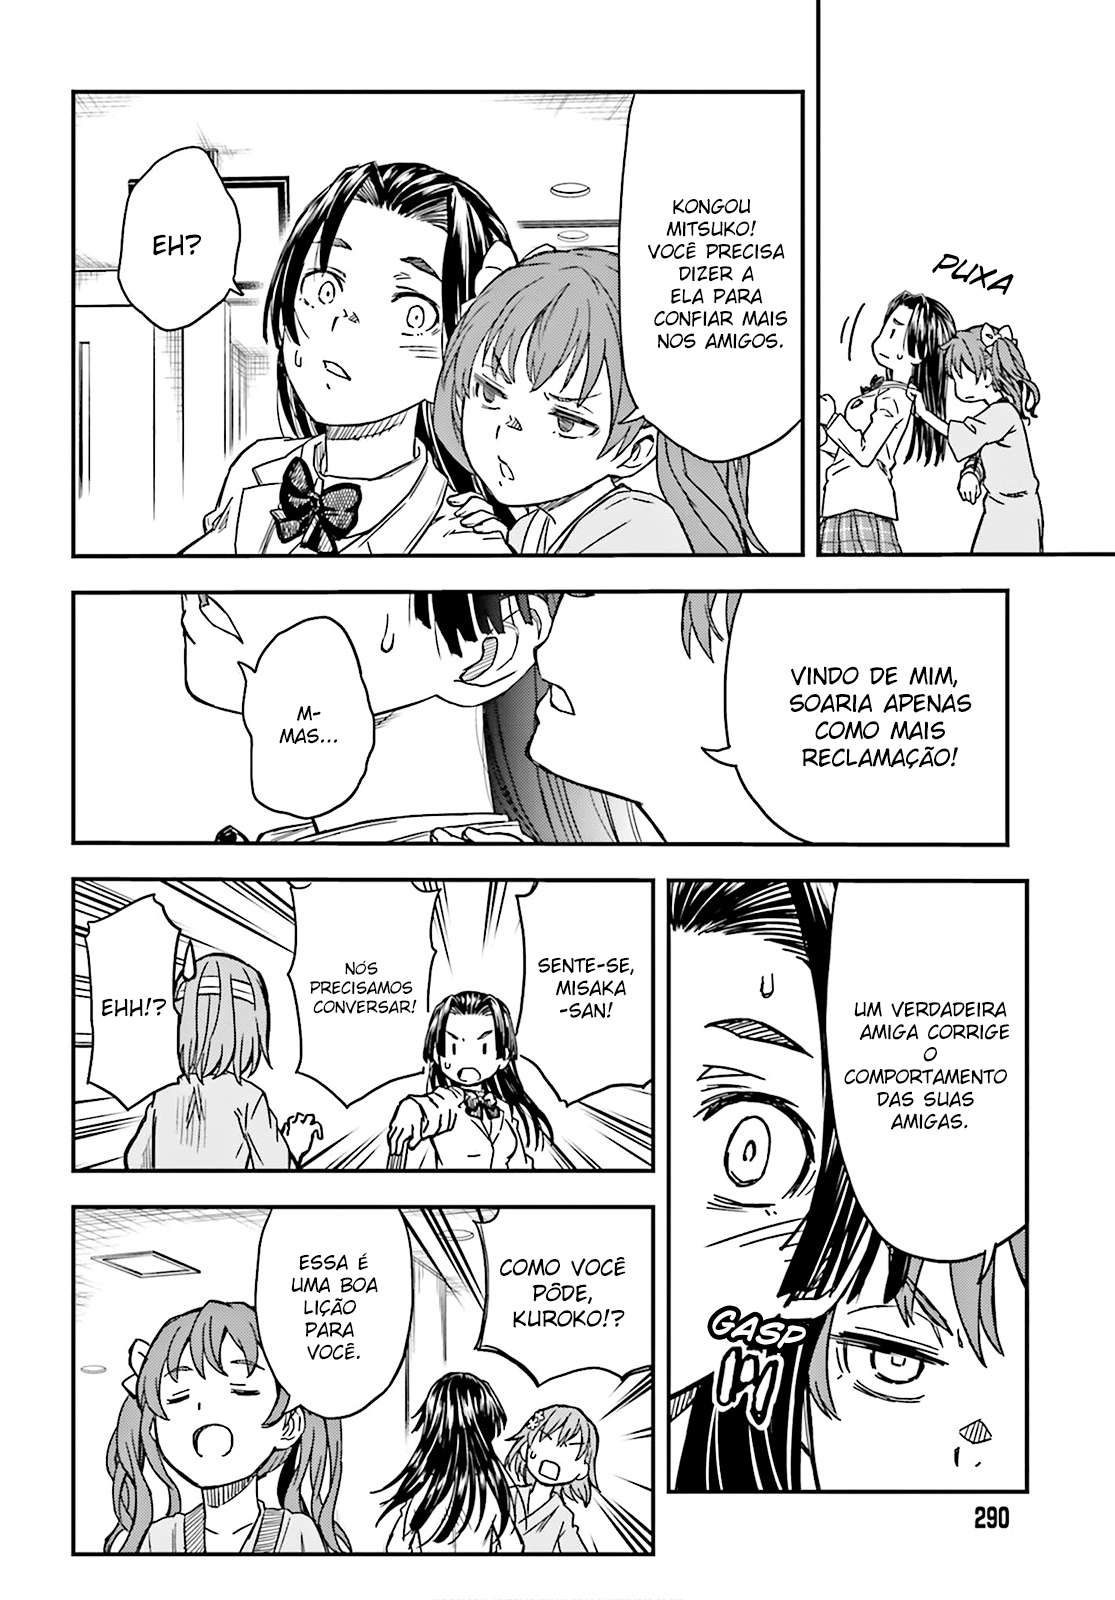 PUXA
KONGOU
MITSUKO!
VOCÊ PRECISA
DIZER A
ELA PARA
CONFIAR MAIS
NOS AMIGOS.
EH?
VINDO DE MIM,
SOARIA APENAS
COMO MAIS
RECLAMAÇÃO!
M-
MAS...
UM VERDADEIRA
AMIGA CORRIGE
O
COMPORTAMENTO
DAS SUAS
AMIGAS.
GASP
SENTE-SE,
MISAKA
-SAN!
NÓS
PRECISAMOS
CONVERSAR!
EHH!?
COMO VOCÊ
PÔDE,
KUROKO!?
ESSA É
UMA BOA
LIÇÃO
PARA
VOCÊ.
290